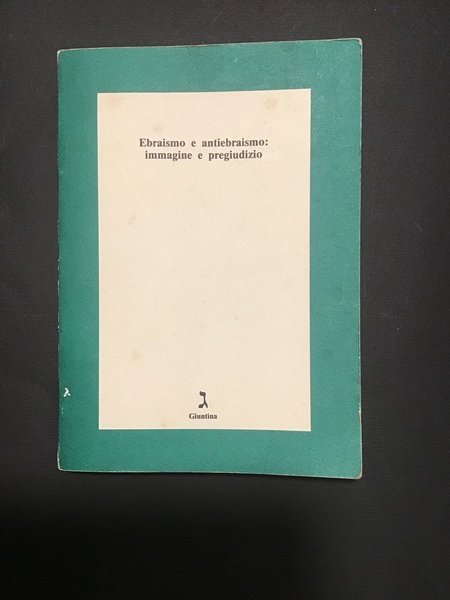 Ebraismo e antiebraismo:
immagine e pregiudizio
ג
Giuntina